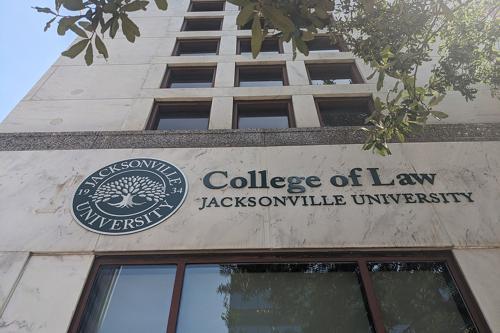 JACKSONVILLE
1934
UNIVERSITY
College of Law
JACKSONVILLE UNIVERSITY